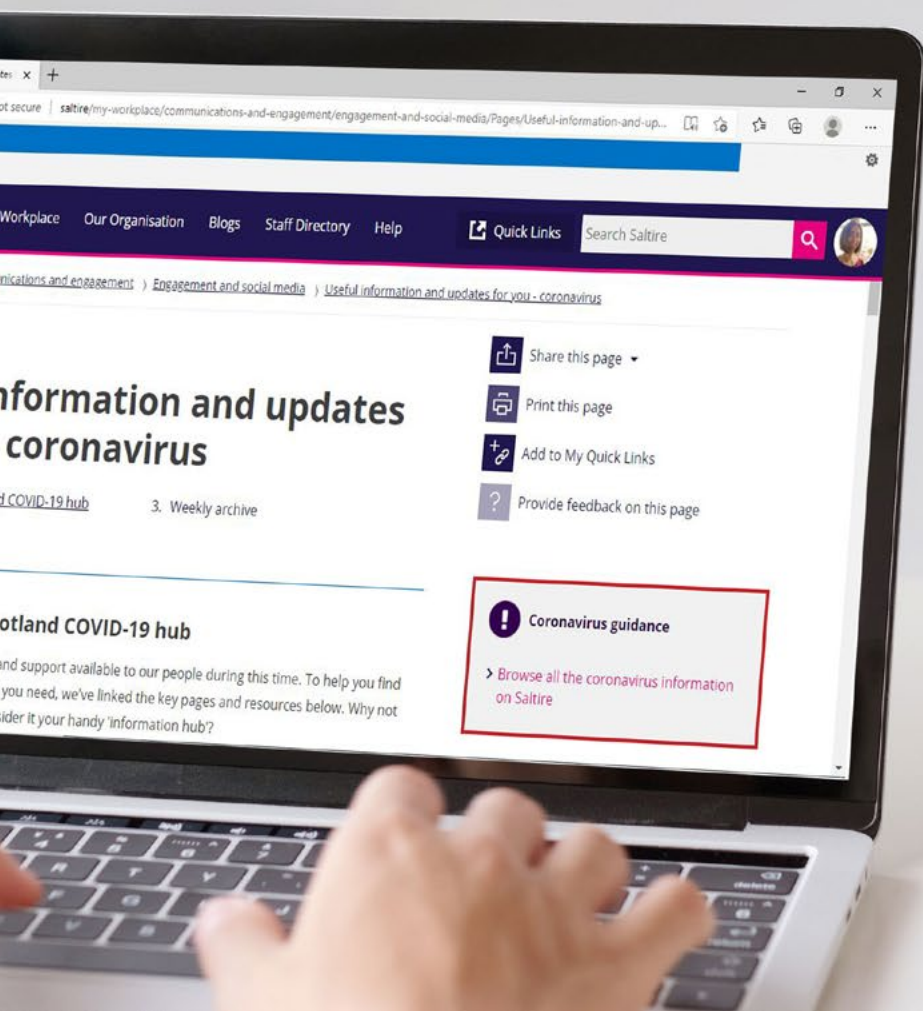 tes × +
ot secure | saltire/my-workplace/communications-and-engagement/engagement-and-social-media/Pages/Useful-information-and-up...
Workplace Our Organisation Blogs Staff Directory Help Quick Links Search Saltire
nications and engagement > Engagement and social media > Useful information and updates for you - coronavirus
Share this page
nformation and updates
Print this page
coronavirus
Add to My Quick Links
d COVID-19 hub 3. Weekly archive
Provide feedback on this page
otland COVID-19 hub
Coronavirus guidance
and support available to our people during this time. To help you find
you need, we've linked the key pages and resources below. Why not
sider it your handy 'information hub'?
> Browse all the coronavirus information
on Saltire
delete
return
shift
R
T
Y
F
G
J
V
B